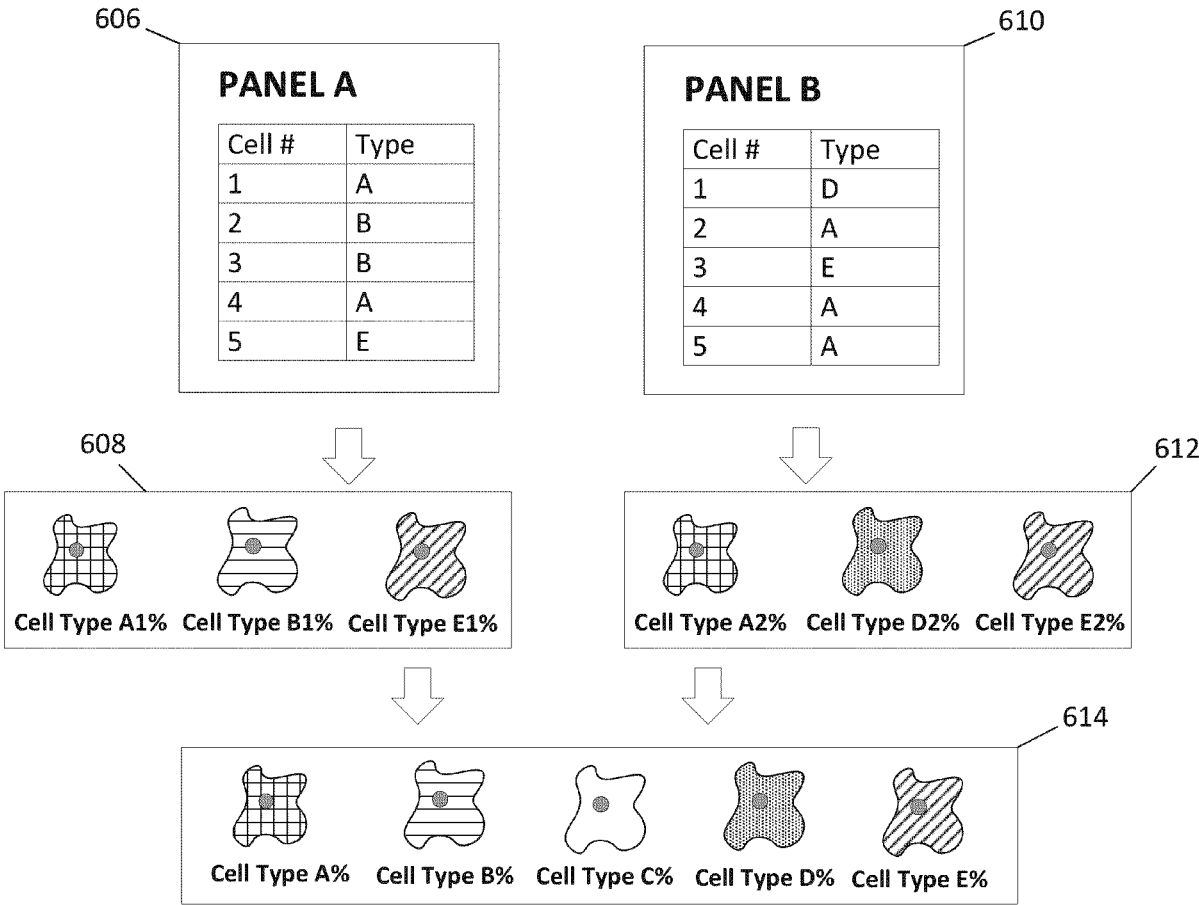 606
610
PANEL A
Cell # Type
1 A
2 B
3 B
4 A
5 E
PANEL B
Cell # Type
1 D
2 A
3 E
4 A
5 A
608
612
Cell Type A1% Cell Type B1% Cell Type E1%
Cell Type A2% Cell Type D2% Cell Type E2%
614
Cell Type A% Cell Type B% Cell Type C% Cell Type D% Cell Type E%